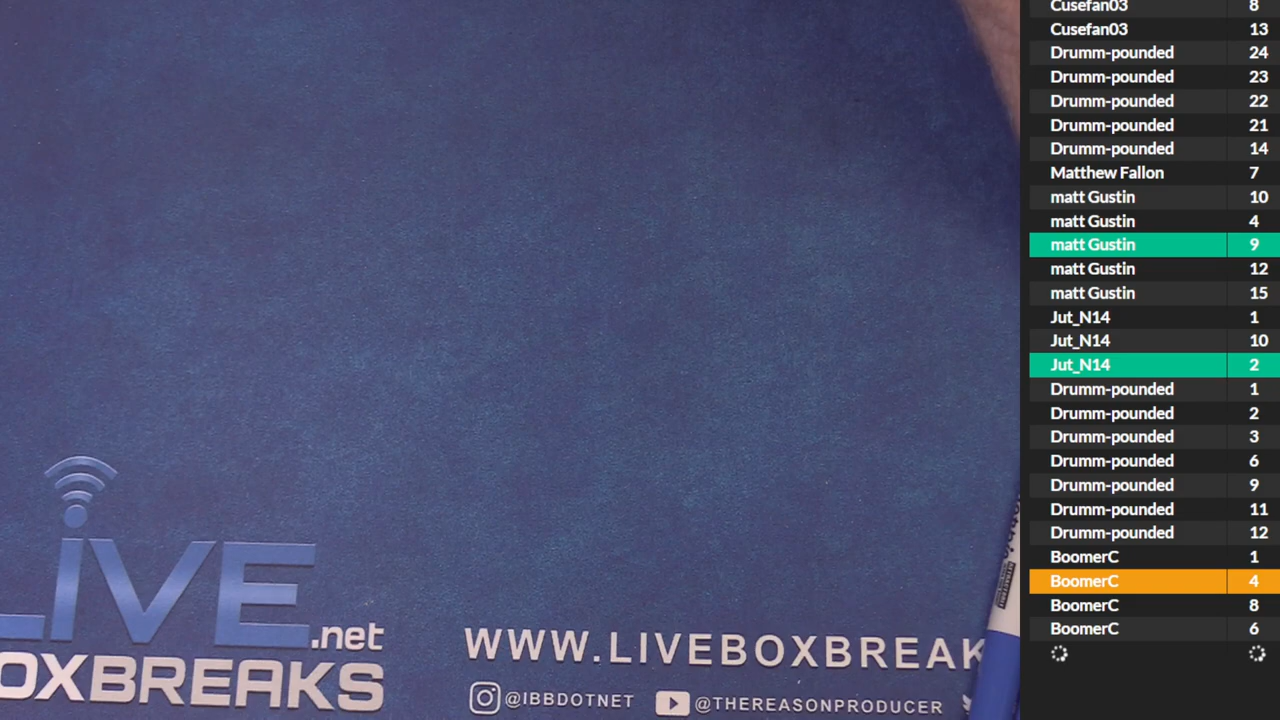 Cusefan03 8
Cusefan03 13
Drumm-pounded 24
Drumm-pounded 23
Drumm-pounded 22
Drumm-pounded 21
Drumm-pounded 14
Matthew Fallon 7
matt Gustin 10
matt Gustin 4
matt Gustin 9
matt Gustin 12
matt Gustin 15
Jut_N14 1
Jut_N14 10
Jut_N14 2
Drumm-pounded 1
Drumm-pounded 2
Drumm-pounded 3
Drumm-pounded 6
Drumm-pounded 9
Drumm-pounded 11
Drumm-pounded 12
BoomerC 1
BoomerC 4
BoomerC 8
BoomerC 6
LIVE.net
OXBREAKS
WWW.LIVEBOXBREAK
@IBBDOTNET @THEREASONPRODUCER